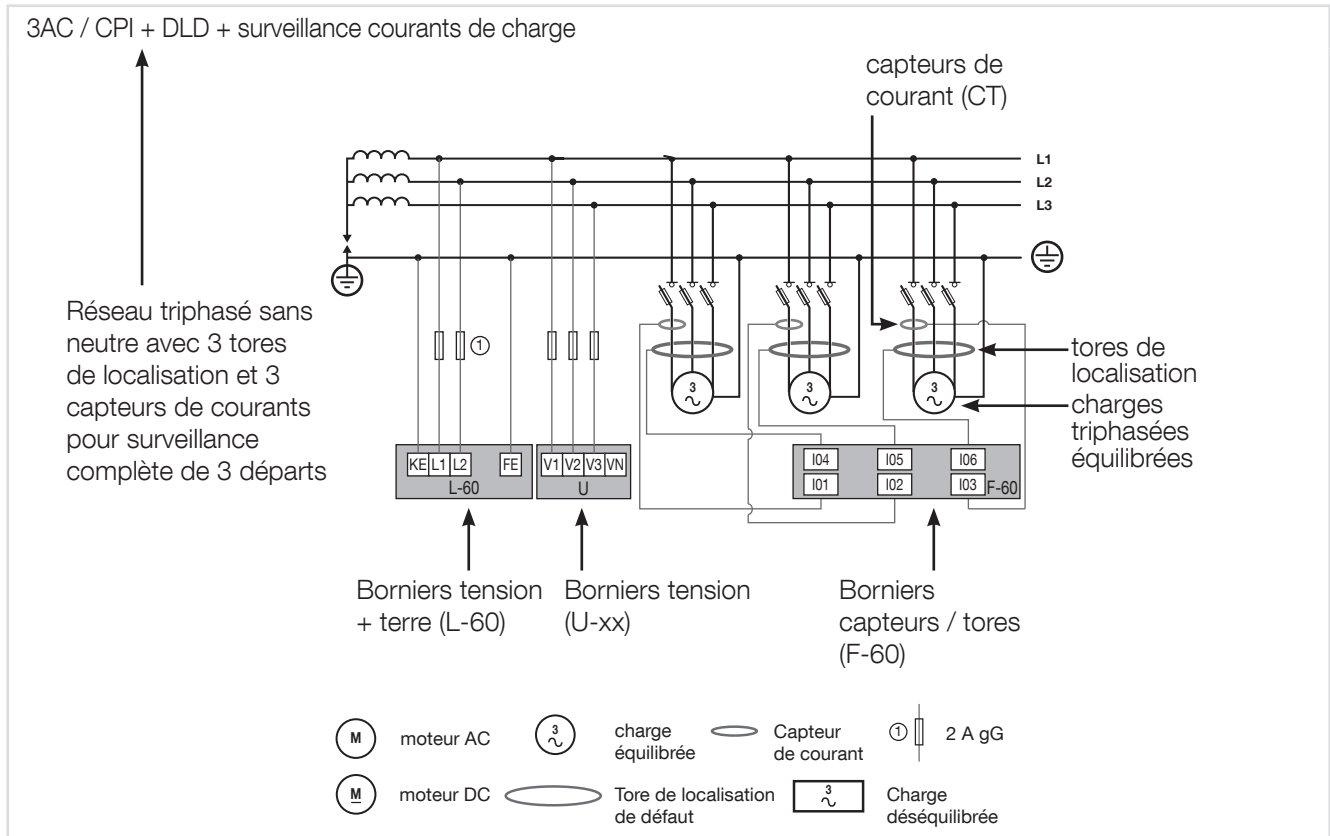 3AC / CPI + DLD + surveillance courants de charge
capteurs de
courant (CT)
L1
L2
L3
Réseau triphasé sans
neutre avec 3 tores
de localisation et 3
capteurs de courants
pour surveillance
complète de 3 départs
①
3
3
3
tores de
localisation
charges
triphasées
équilibrées
KE L1 L2 FE
L-60
V1 V2 V3 VN
U
I04 I05 I06
I01 I02 I03 F-60
Borniers tension
+ terre (L-60)
Borniers tension
(U-xx)
Borniers
capteurs / tores
(F-60)
M moteur AC
3 charge
équilibrée
Capteur
de courant
① 2 A gG
M moteur DC
Tore de localisation
de défaut
3 Charge
déséquilibrée